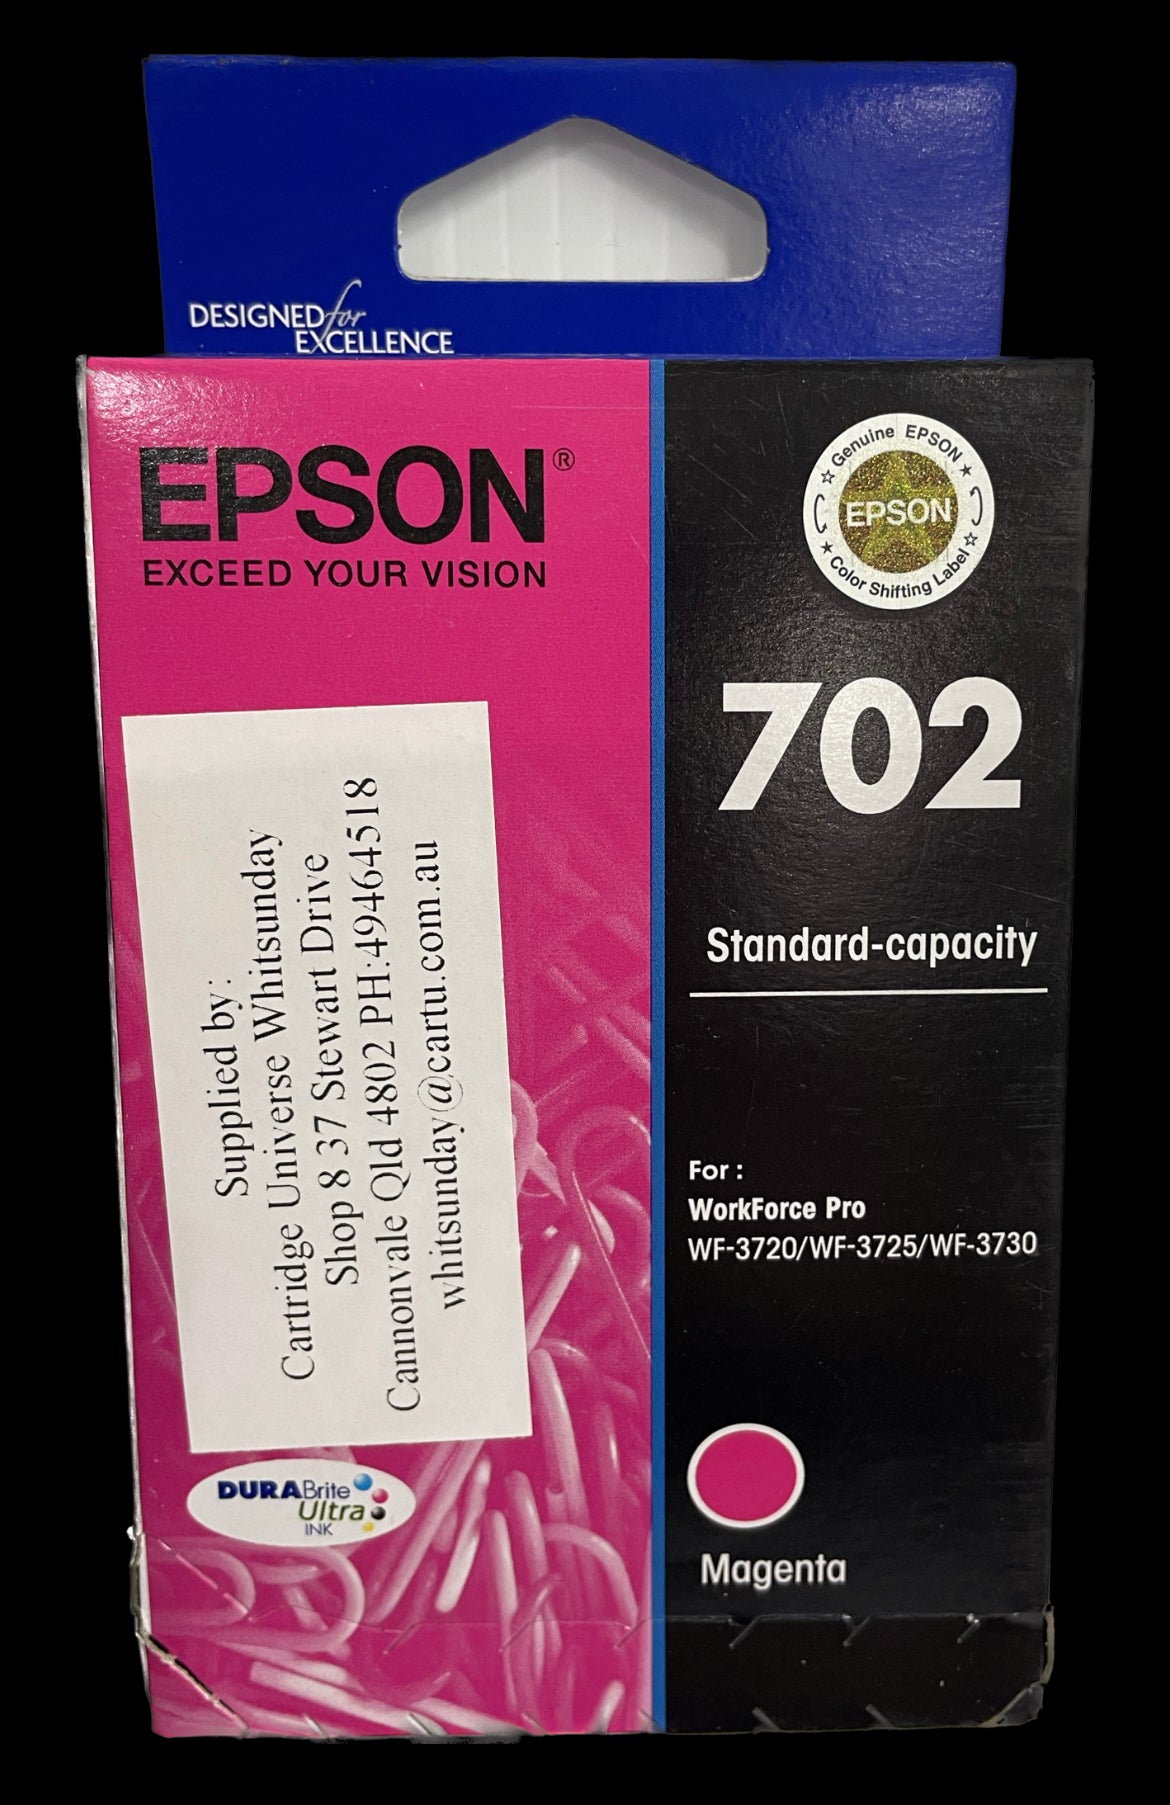 DESIGNED for
EXCELLENCE
EPSON®
EXCEED YOUR VISION
Genuine EPSON
EPSON
Color Shifting Label
702
Standard-capacity
Supplied by:
Cartridge Universe Whitsunday
Shop 8 37 Stewart Drive
Cannonvale Qld 4802 PH:49464518
whitsunday@cartu.com.au
For :
WorkForce Pro
WF-3720/WF-3725/WF-3730
DURABrite
Ultra
INK
Magenta